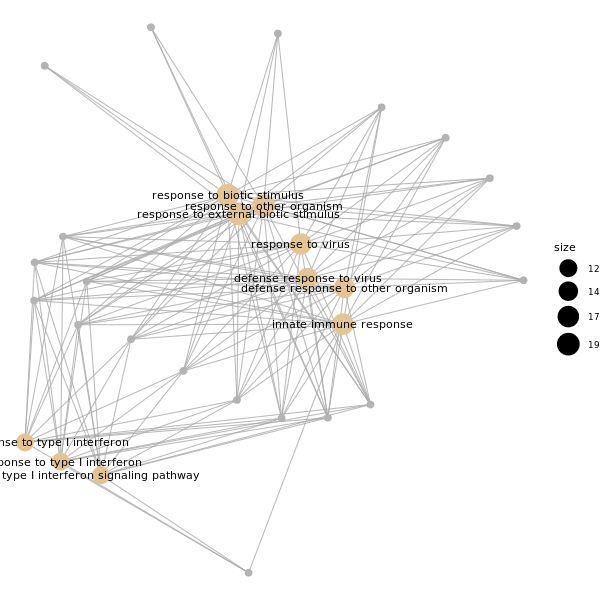 response to biotic stimulus
response to other organism
response to external biotic stimulus
response to virus
size
12
defense response to virus
defense response to other organism
14
17
innate immune response
19
to type I interferon
to type I interferon
type I interferon signaling pathway